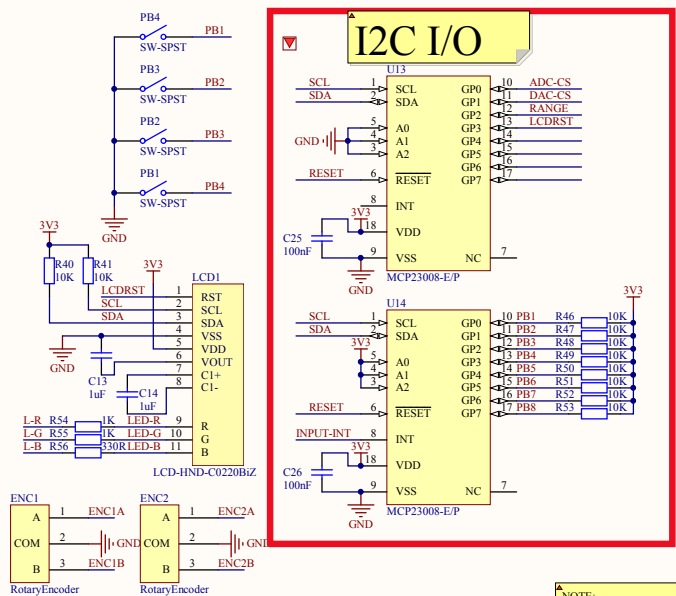 PB4
PB1
SW-SPST
PB3
PB2
SW-SPST
PB2
PB3
SW-SPST
PB1
PB4
SW-SPST
GND
3V3
R40 R41
10K 10K
3V3
LCD1
LCDRST 1 RST
SCL 2 SCL
SDA 3 SDA
4 VSS
5 VDD
6 VOUT
7 C1+
8 C1-
GND
C13
1uF
C14
1uF
L-R R54 1K LED-R 9 R
L-G R55 1K LED-G 10 G
L-B R56 330R LED-B 11 B
LCD-HND-C0220BiZ
ENC1
A 1 ENC1A
COM 2 GND
B 3 ENC1B
RotaryEncoder
ENC2
A 1 ENC2A
COM 2 GND
B 3 ENC2B
RotaryEncoder
I2C I/O
U13
SCL 1 SCL GP0 10 ADC-CS
SDA 2 SDA GP1 11 DAC-CS
GP2 12 RANGE
5 A0 GP3 13 LCDRST
GND 4 A1 GP4 14
3 A2 GP5 15
GP6 16
RESET 6 RESET GP7 17
8 INT
3V3
18 VDD
C25
100nF
9 VSS NC 7
GND
MCP23008-E/P
U14
3V3
SCL 1 SCL GP0 10 PB1 R46 10K
SDA 2 SDA GP1 11 PB2 R47 10K
3V3
GP2 12 PB3 R48 10K
5 A0 GP3 13 PB4 R49 10K
4 A1 GP4 14 PB5 R50 10K
3 A2 GP5 15 PB6 R51 10K
GP6 16 PB7 R52 10K
RESET 6 RESET GP7 17 PB8 R53 10K
INPUT-INT 8 INT
3V3
18 VDD
C26
100nF
9 VSS NC 7
GND
MCP23008-E/P
NOTE: